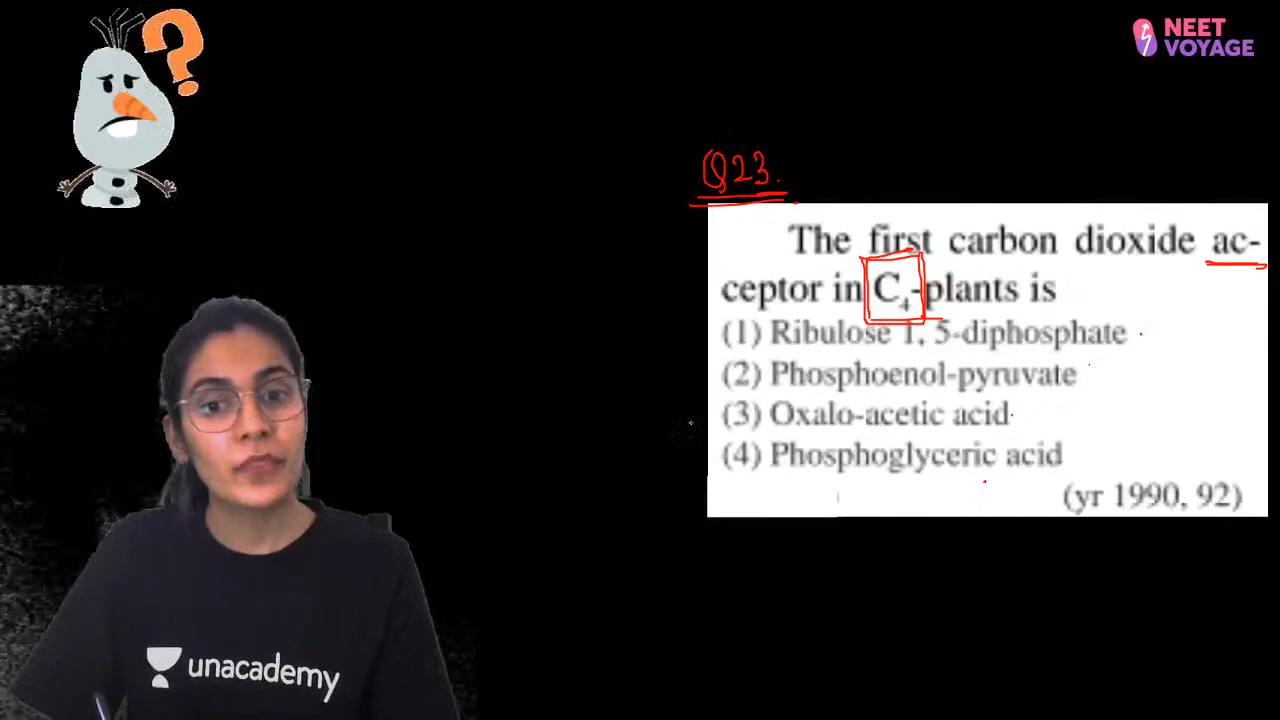 ?
NEET
VOYAGE
Q23.
The first carbon dioxide ac-
ceptor in C₄-plants is
(1) Ribulose 1, 5-diphosphate
(2) Phosphoenol-pyruvate
(3) Oxalo-acetic acid
(4) Phosphoglyceric acid
(yr 1990, 92)
unacademy